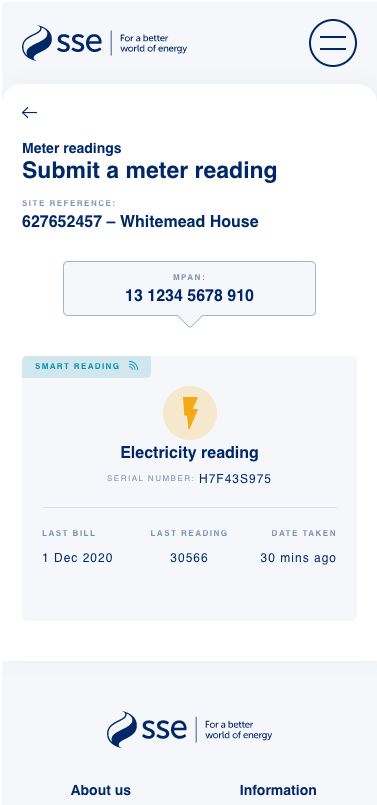 sse
For a better
world of energy
Meter readings
Submit a meter reading
SITE REFERENCE:
627652457 – Whitemead House
MPAN:
13 1234 5678 910
SMART READING
Electricity reading
SERIAL NUMBER: H7F43S975
LAST BILL LAST READING DATE TAKEN
1 Dec 2020 30566 30 mins ago
sse
For a better
world of energy
About us Information